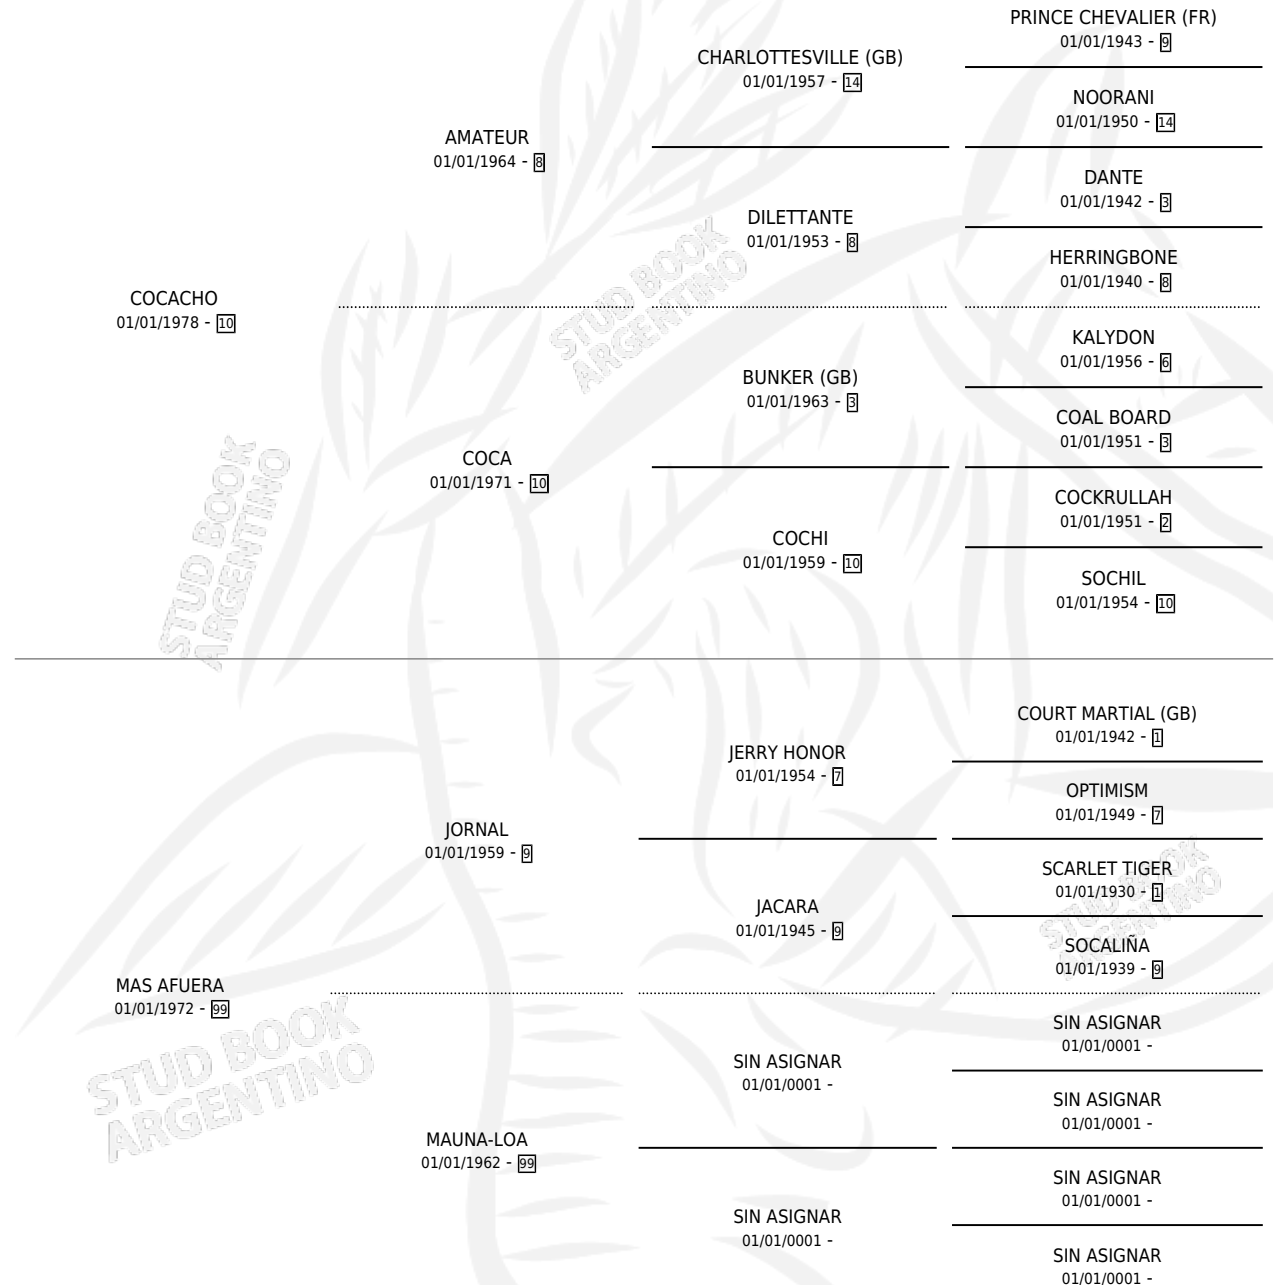 PRINCE CHEVALIER (FR)
01/01/1943 - 9
CHARLOTTESVILLE (GB)
01/01/1957 - 14
NOORANI
01/01/1950 - 14
AMATEUR
01/01/1964 - 8
DANTE
01/01/1942 - 3
DILETTANTE
01/01/1953 - 8
HERRINGBONE
01/01/1940 - 8
COCACHO
01/01/1978 - 10
KALYDON
01/01/1956 - 6
BUNKER (GB)
01/01/1963 - 3
COAL BOARD
01/01/1951 - 3
COCA
01/01/1971 - 10
COCKRULLAH
01/01/1951 - 2
COCHI
01/01/1959 - 10
SOCHIL
01/01/1954 - 10
COURT MARTIAL (GB)
01/01/1942 - 1
JERRY HONOR
01/01/1954 - 7
OPTIMISM
01/01/1949 - 7
JORNAL
01/01/1959 - 9
SCARLET TIGER
01/01/1930 - 1
JACARA
01/01/1945 - 9
SOCALIÑA
01/01/1939 - 9
MAS AFUERA
01/01/1972 - 99
SIN ASIGNAR
01/01/0001 -
SIN ASIGNAR
01/01/0001 -
SIN ASIGNAR
01/01/0001 -
MAUNA-LOA
01/01/1962 - 99
SIN ASIGNAR
01/01/0001 -
SIN ASIGNAR
01/01/0001 -
SIN ASIGNAR
01/01/0001 -
STUD BOOK
ARGENTINO
STUD BOOK
ARGENTINO
STUD BOOK
ARGENTINO
STUD BOOK
ARGENTINO